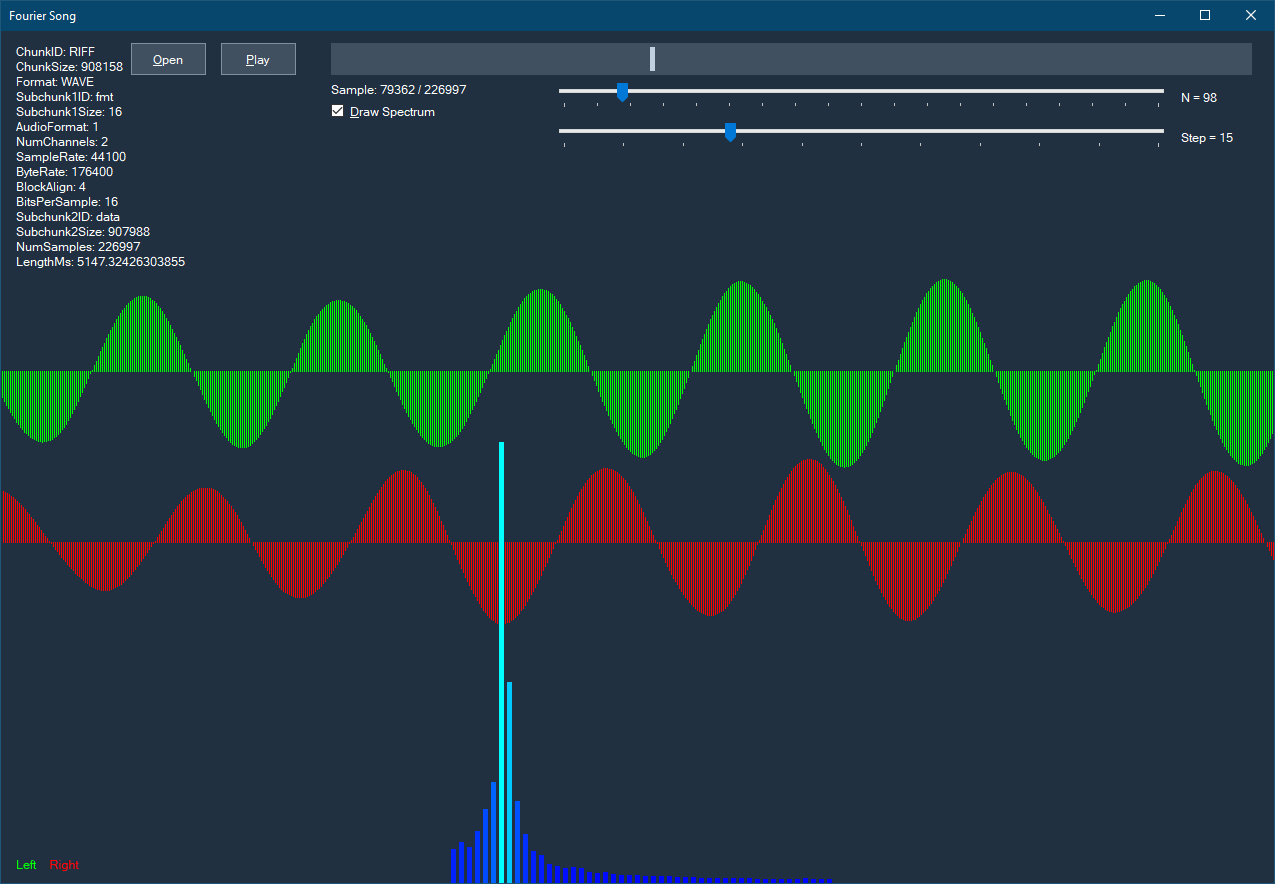 Fourier Song
ChunkID: RIFF
ChunkSize: 908158
Format: WAVE
Subchunk1ID: fmt
Subchunk1Size: 16
AudioFormat: 1
NumChannels: 2
SampleRate: 44100
ByteRate: 176400
BlockAlign: 4
BitsPerSample: 16
Subchunk2ID: data
Subchunk2Size: 907988
NumSamples: 226997
LengthMs: 5147.32426303855
Open
Play
Sample: 79362 / 226997
Draw Spectrum
N = 98
Step = 15
Left Right